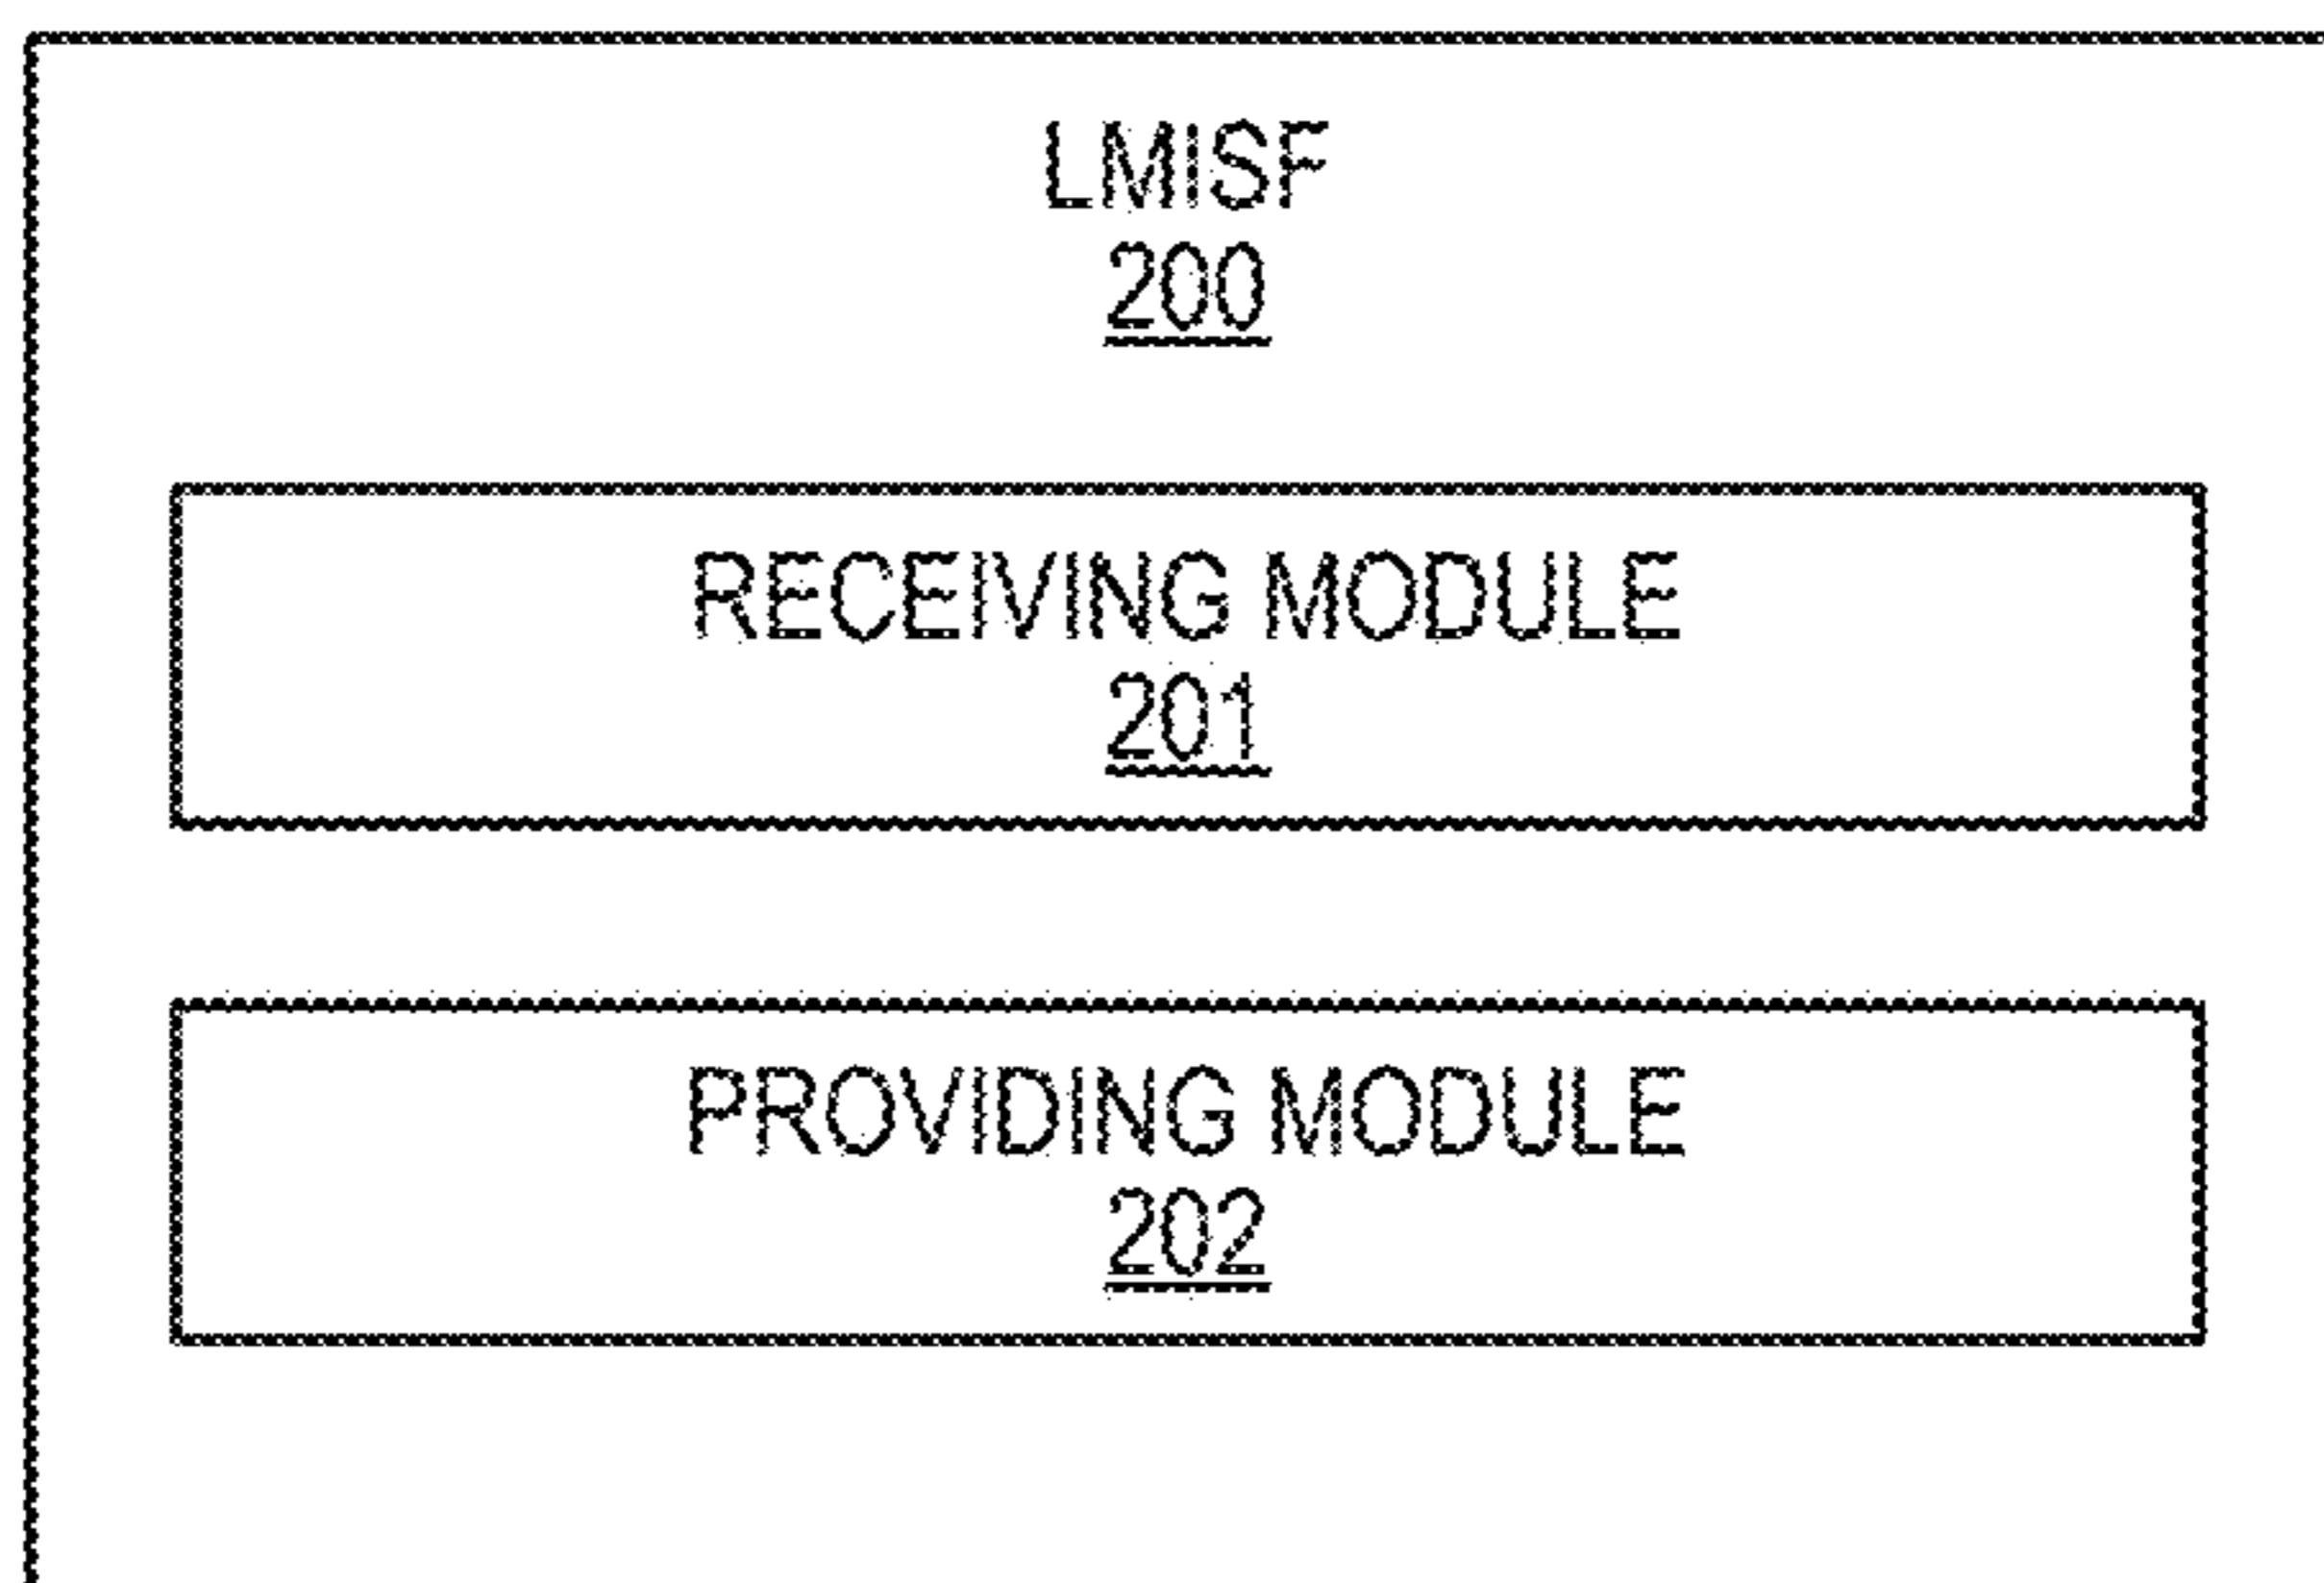 LMISF
200
RECEIVING MODULE
201
PROVIDING MODULE
202